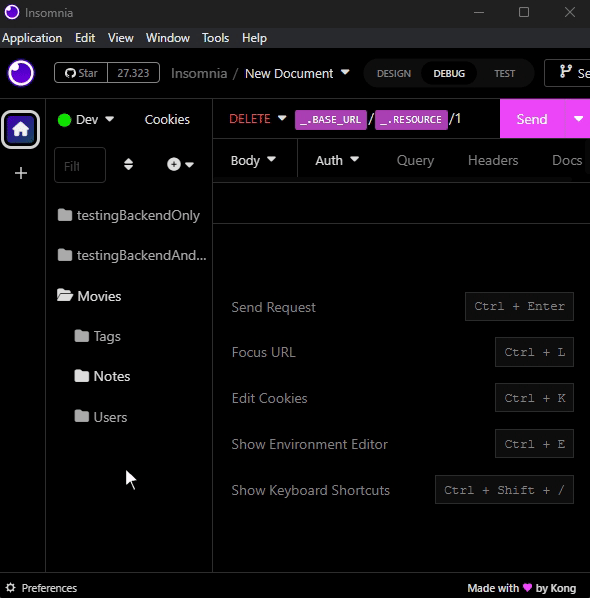 Insomnia
Application Edit View Window Tools Help
Star 27.323 Insomnia / New Document DESIGN DEBUG TEST Se
Dev Cookies DELETE _.BASE_URL/_.RESOURCE/1 Send
Filt Body Auth Query Headers Docs
testingBackendOnly
testingBackendAnd...
Movies
Tags
Notes
Users
Send Request Ctrl + Enter
Focus URL Ctrl + L
Edit Cookies Ctrl + K
Show Environment Editor Ctrl + E
Show Keyboard Shortcuts Ctrl + Shift + /
Preferences Made with ♥ by Kong